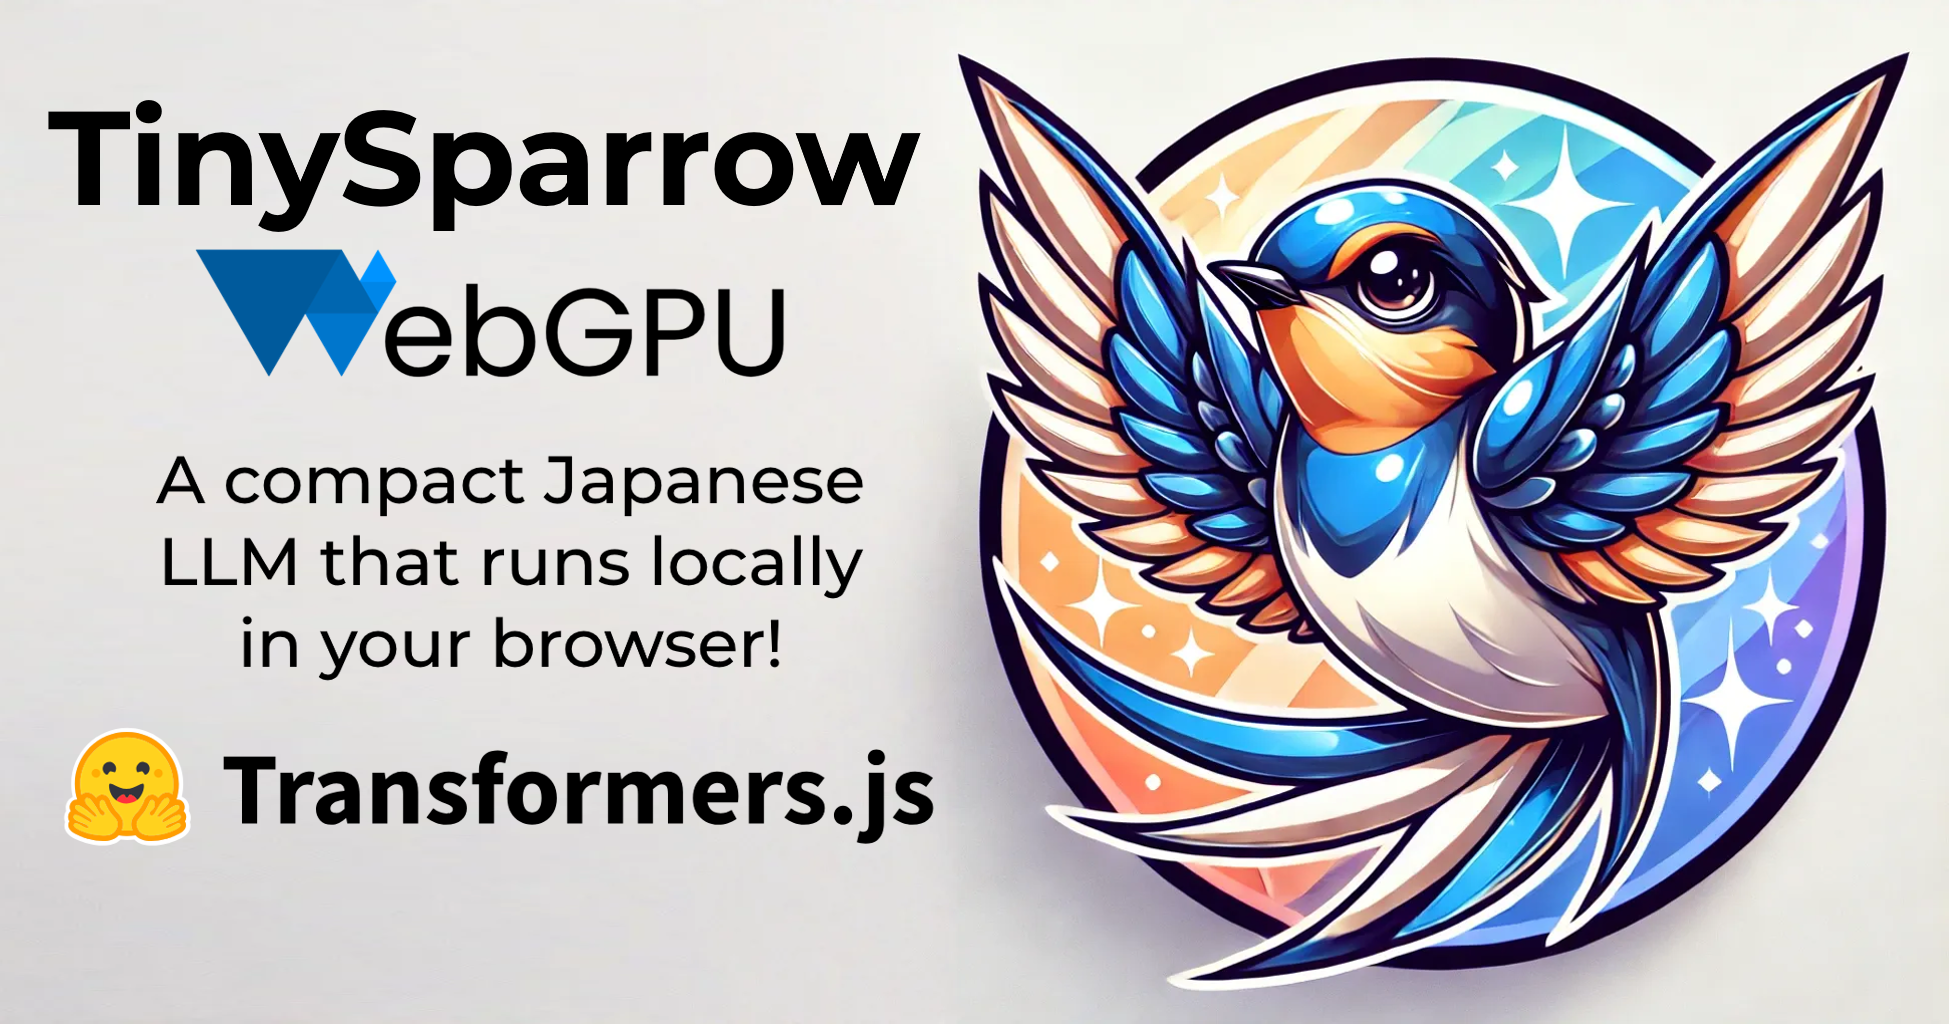 TinySparrow
WebGPU
A compact Japanese
LLM that runs locally
in your browser!
Transformers.js